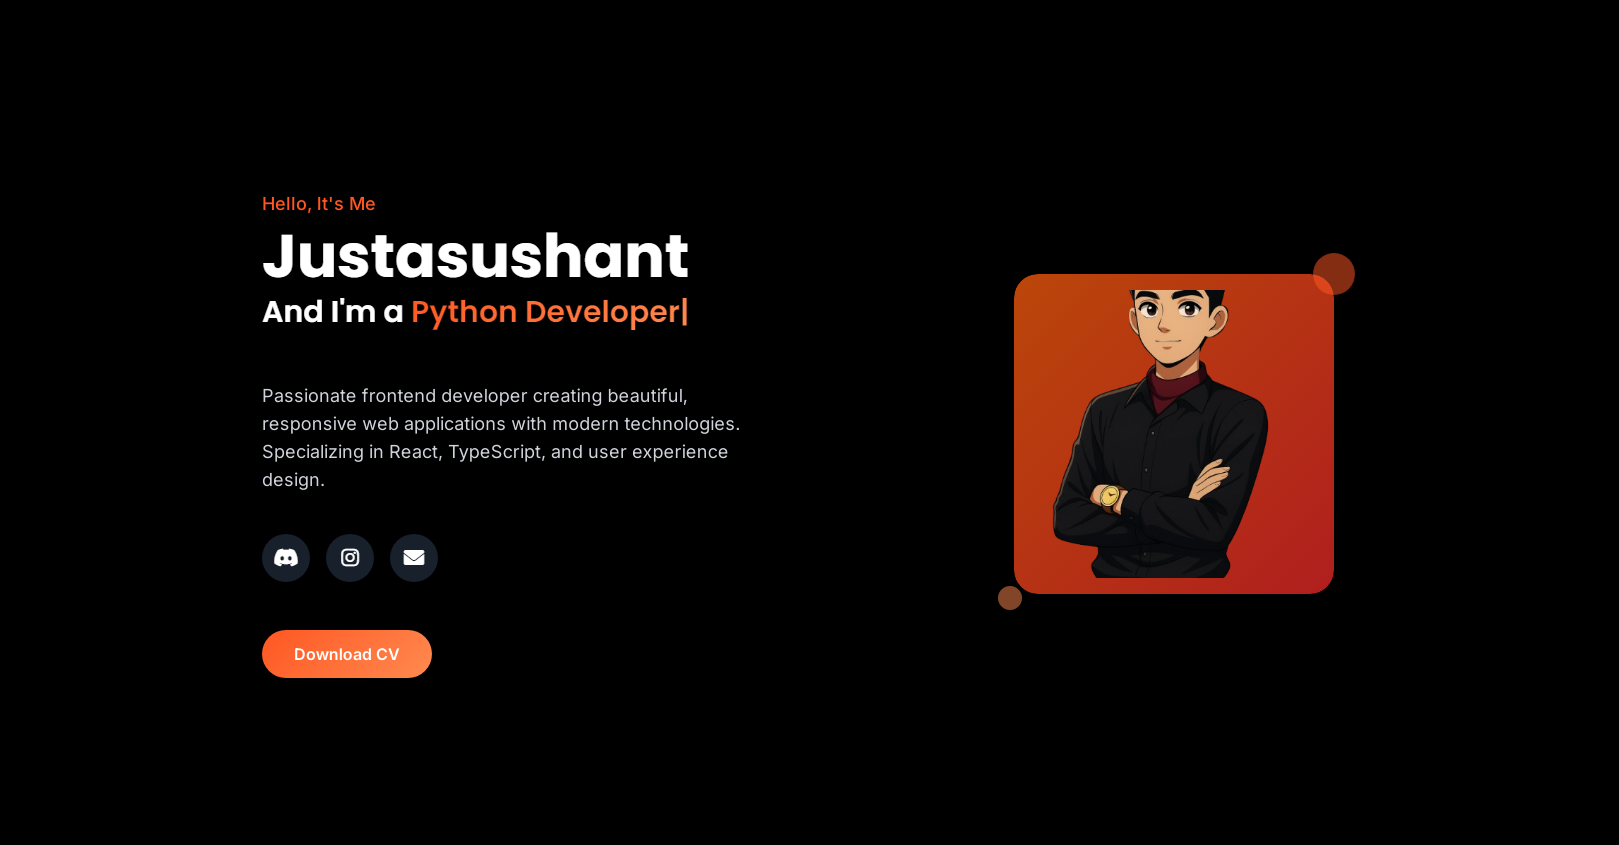 Hello, It's Me
Justasushant
And I'm a Python Developer|
Passionate frontend developer creating beautiful,
responsive web applications with modern technologies.
Specializing in React, TypeScript, and user experience
design.
Download CV